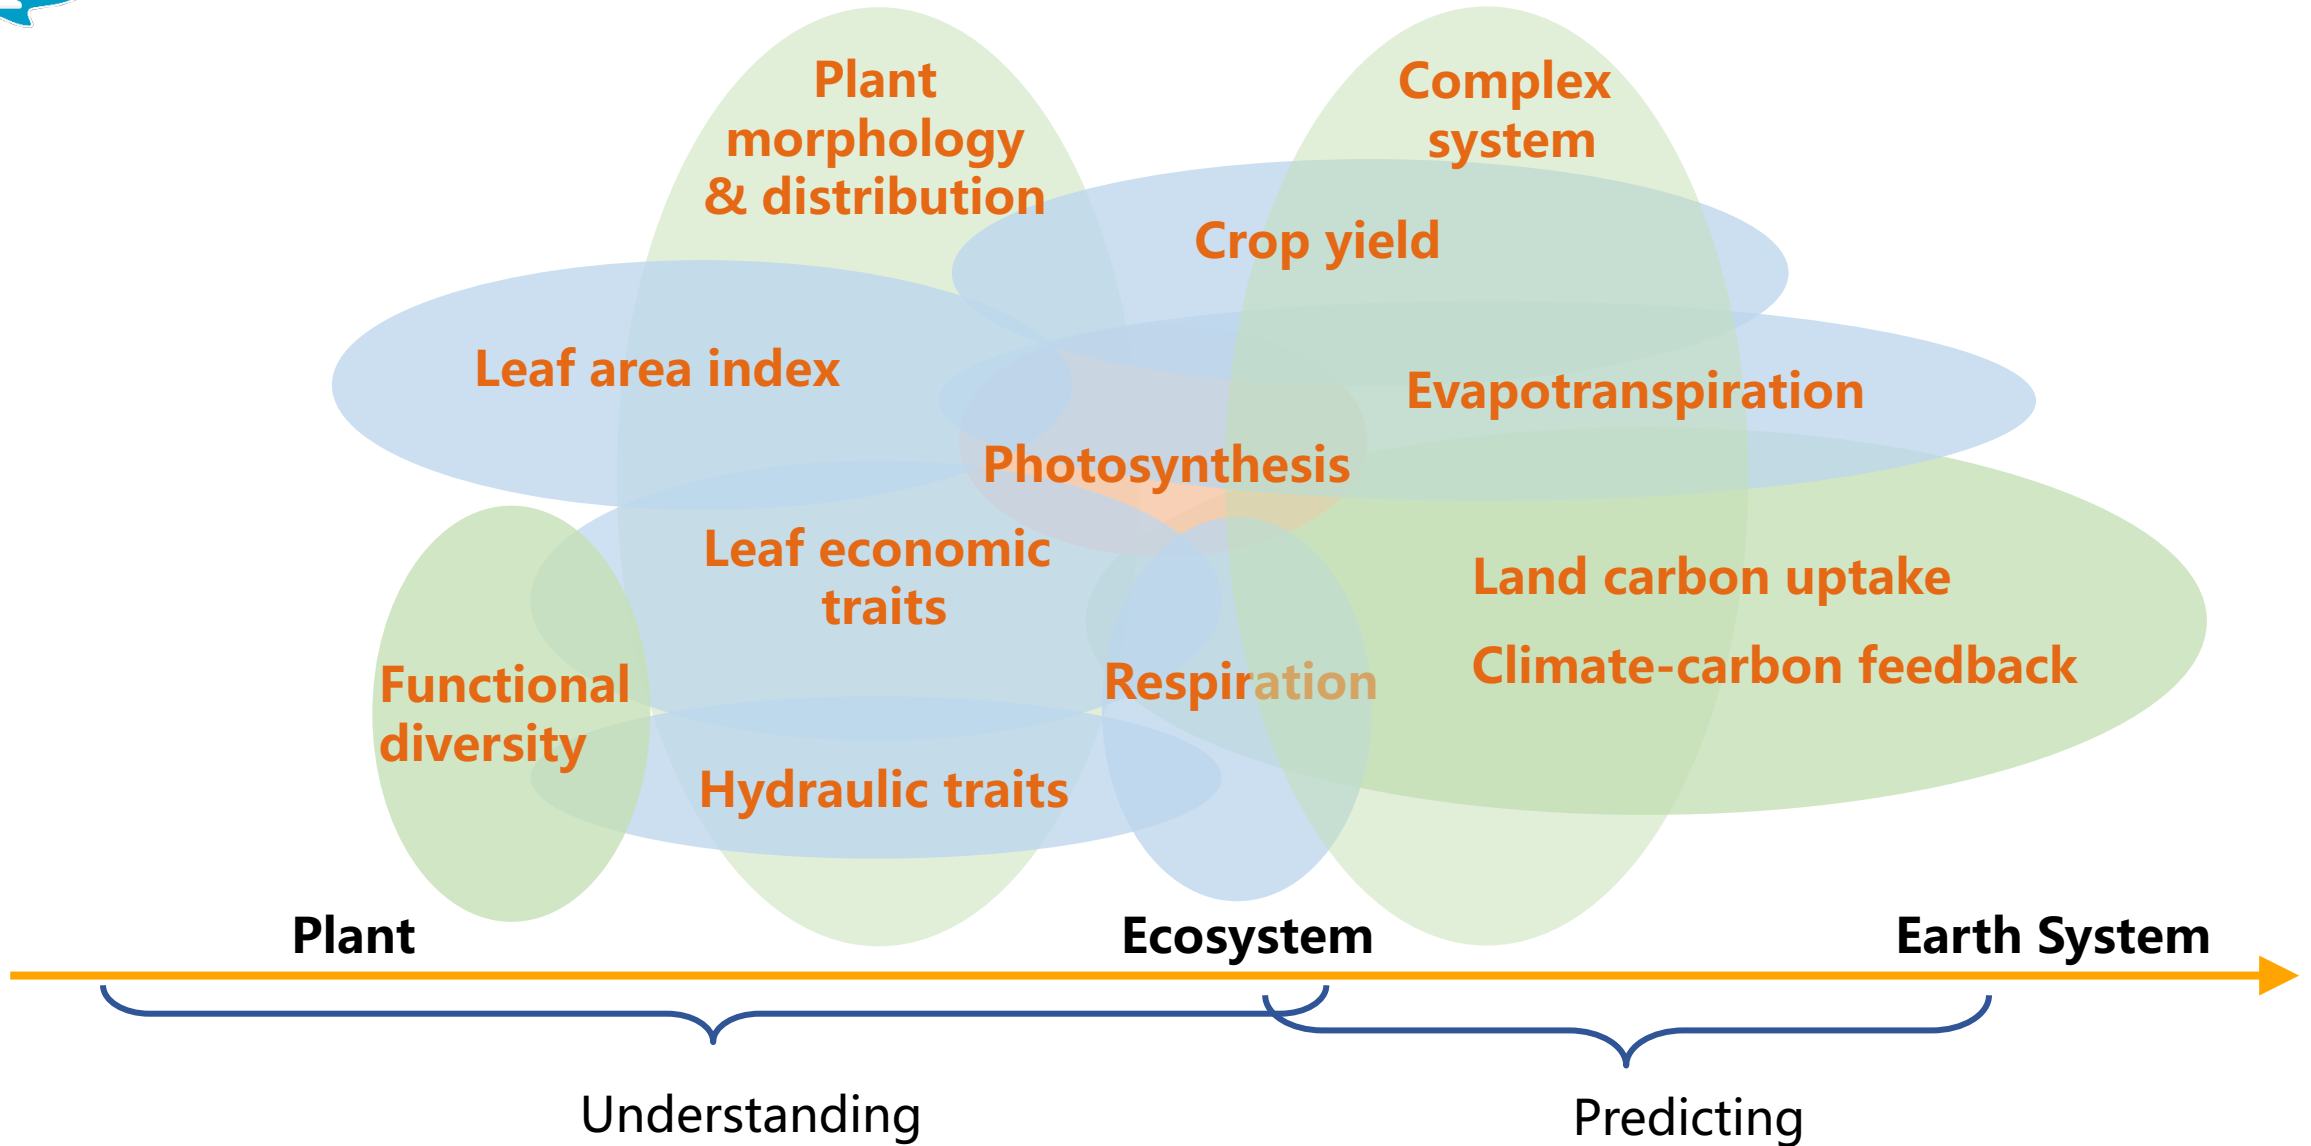 Plant
morphology
& distribution
Complex
system
Crop yield
Leaf area index
Evapotranspiration
Photosynthesis
Leaf economic
traits
Land carbon uptake
Climate-carbon feedback
Functional
diversity
Respiration
Hydraulic traits
Plant
Ecosystem
Earth System
Understanding
Predicting